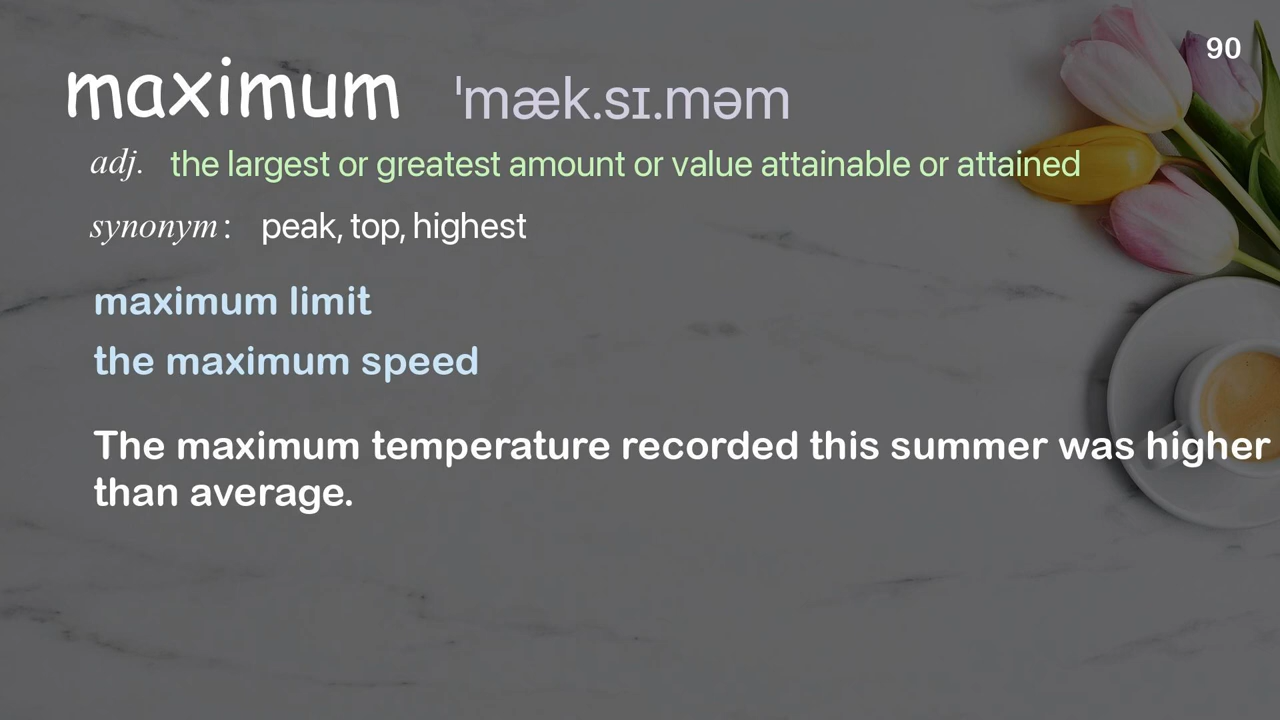 90
maximum ˈmæk.sɪ.məm
adj. the largest or greatest amount or value attainable or attained
synonym: peak, top, highest
maximum limit
the maximum speed
The maximum temperature recorded this summer was higher
than average.